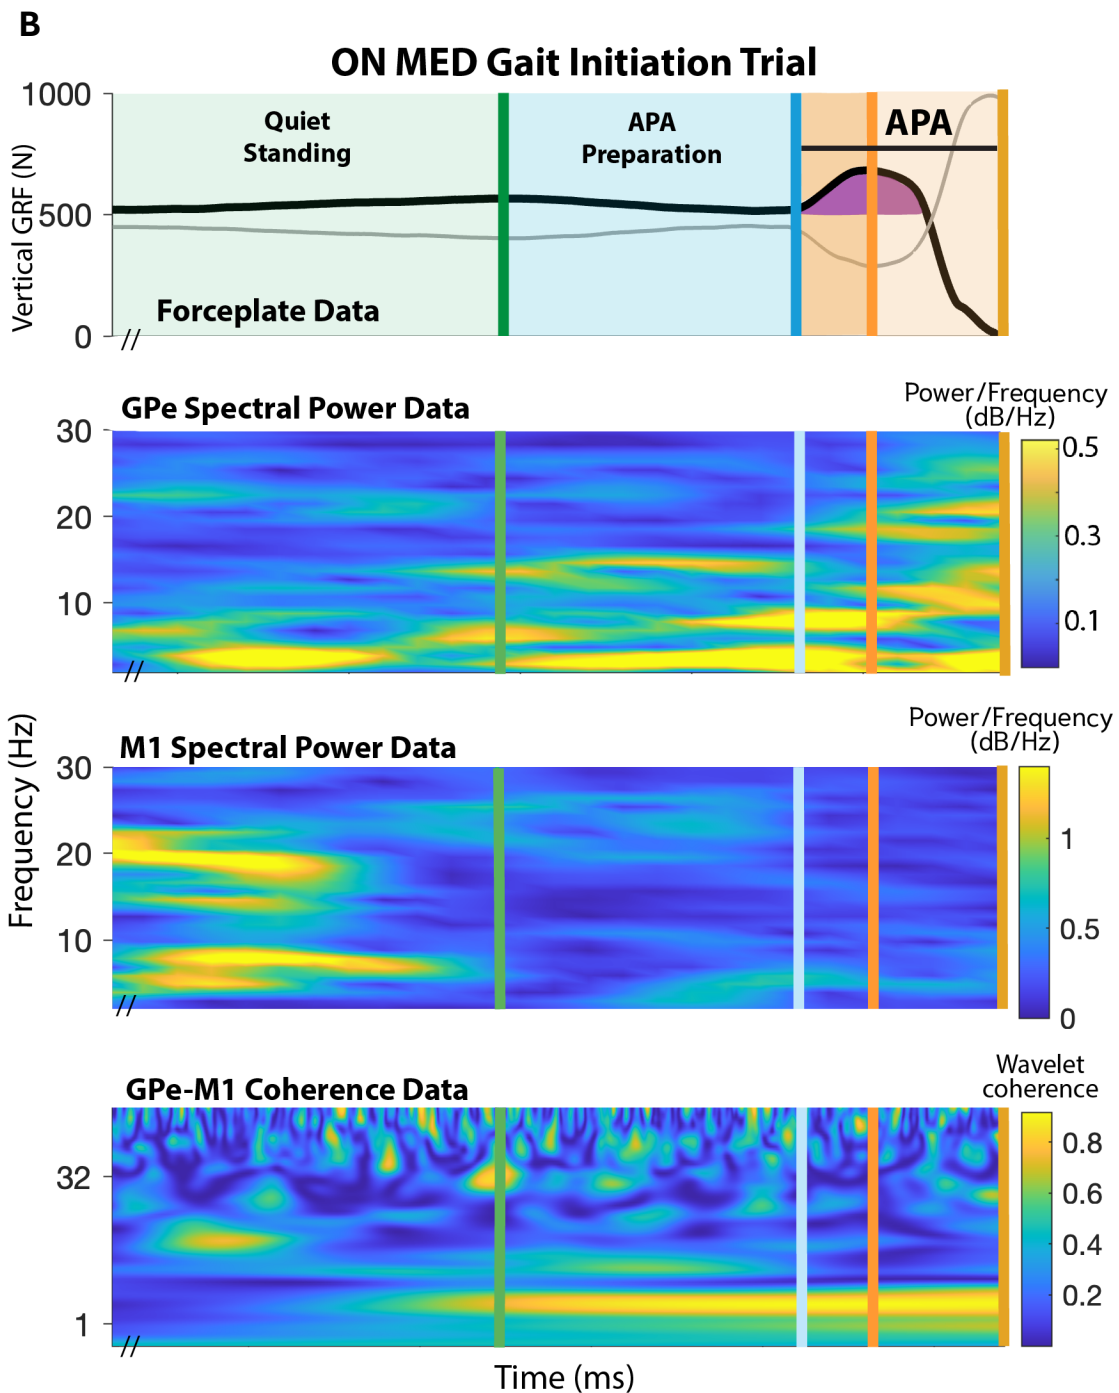 B
ON MED Gait Initiation Trial
Vertical GRF (N)
1000
500
0
Quiet
Standing
APA
Preparation
APA
Forceplate Data
//
GPe Spectral Power Data
Power/Frequency
(dB/Hz)
30
20
10
//
0.5
0.3
0.1
Frequency (Hz)
M1 Spectral Power Data
Power/Frequency
(dB/Hz)
30
20
10
//
1
0.5
0
GPe-M1 Coherence Data
Wavelet
coherence
32
1
//
0.8
0.6
0.4
0.2
Time (ms)